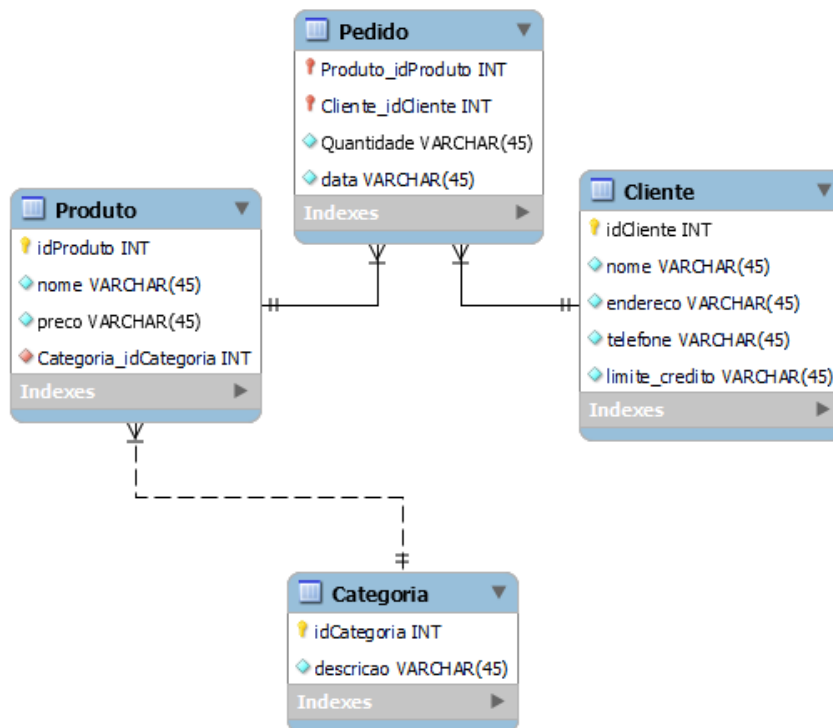 Pedido
Produto_idProduto INT
Cliente_idCliente INT
Quantidade VARCHAR(45)
data VARCHAR(45)
Indexes
Produto
idProduto INT
nome VARCHAR(45)
preco VARCHAR(45)
Categoria_idCategoria INT
Indexes
Cliente
idCliente INT
nome VARCHAR(45)
endereco VARCHAR(45)
telefone VARCHAR(45)
limite_credito VARCHAR(45)
Indexes
Categoria
idCategoria INT
descricao VARCHAR(45)
Indexes